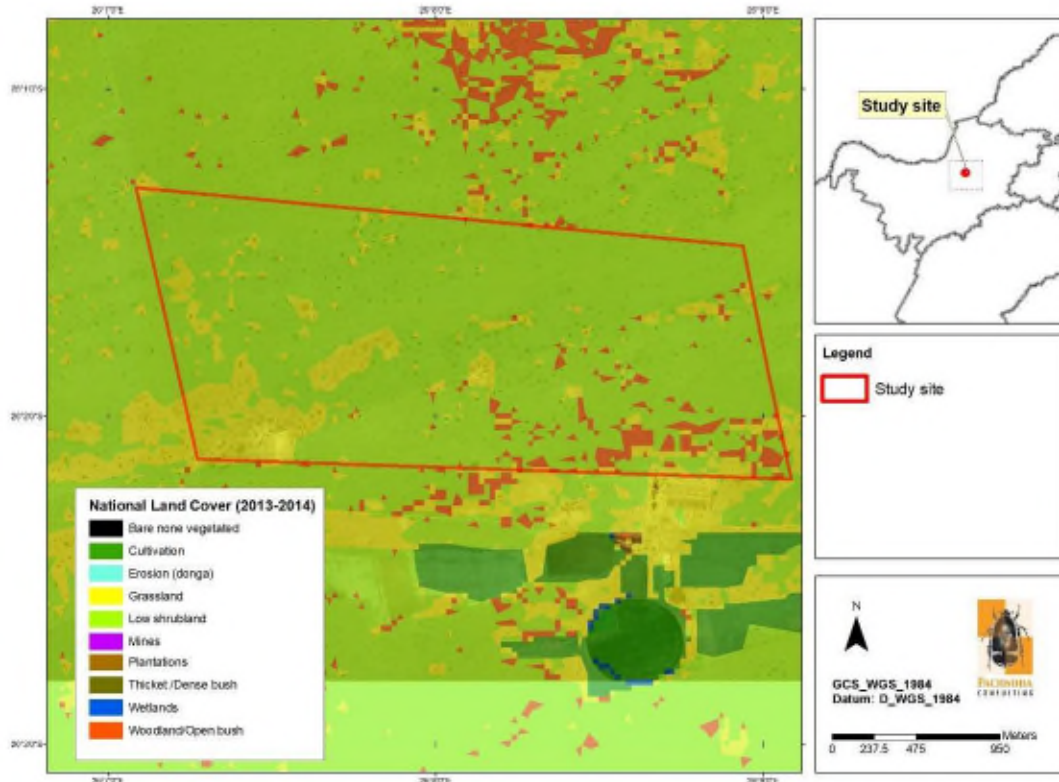 Study site
Legend
Study site
National Land Cover (2013-2014)
Bare none vegetated
Cultivation
Erosion (donga)
Grassland
Low shrubland
Mines
Plantations
Thicket /Dense bush
Wetlands
Woodland/Open bush
N
GCS_WGS_1984
Datum: D_WGS_1984
CONSULTING
Meters
0 237.5 475 950